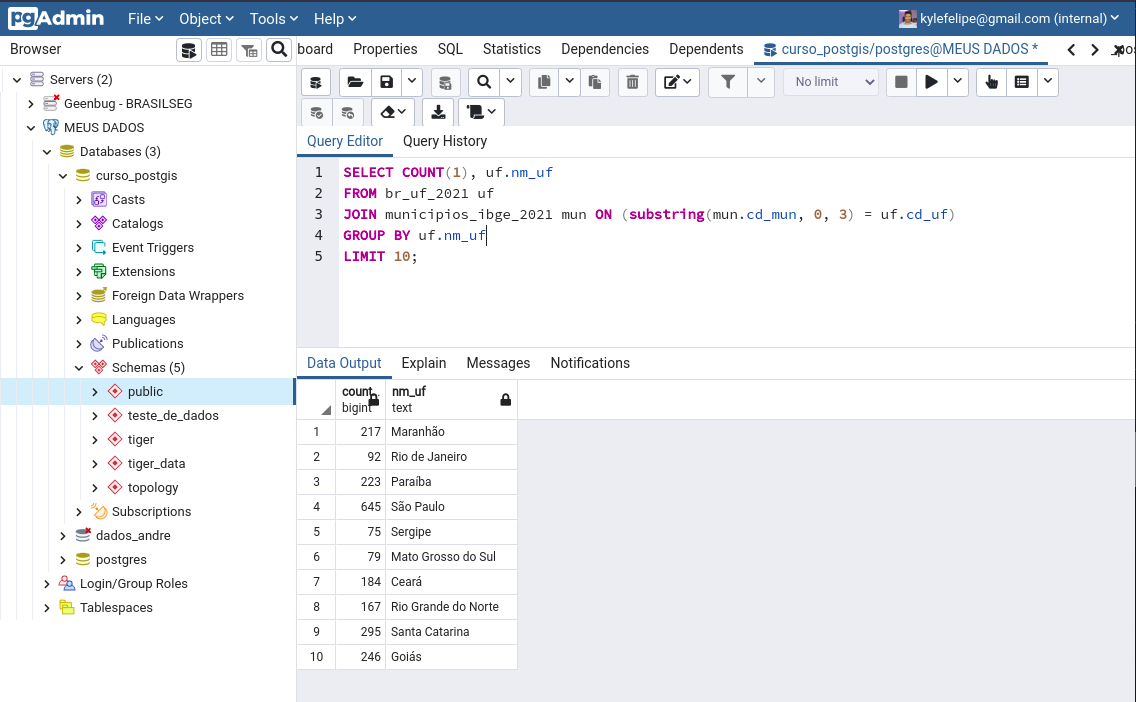 pgAdmin File Object Tools Help kylefelipe@gmail.com (internal)
Browser
board Properties SQL Statistics Dependencies Dependents curso_postgis/postgres@MEUS DADOS *
Servers (2)
Geenbug - BRASILSEG
MEUS DADOS
Databases (3)
curso_postgis
Casts
Catalogs
Event Triggers
Extensions
Foreign Data Wrappers
Languages
Publications
Schemas (5)
public
teste_de_dados
tiger
tiger_data
topology
Subscriptions
dados_andre
postgres
Login/Group Roles
Tablespaces
No limit
Query Editor Query History
1 SELECT COUNT(1), uf.nm_uf
2 FROM br_uf_2021 uf
3 JOIN municipios_ibge_2021 mun ON (substring(mun.cd_mun, 0, 3) = uf.cd_uf)
4 GROUP BY uf.nm_uf
5 LIMIT 10;
Data Output Explain Messages Notifications
count nm_uf
bigint text
1 217 Maranhão
2 92 Rio de Janeiro
3 223 Paraíba
4 645 São Paulo
5 75 Sergipe
6 79 Mato Grosso do Sul
7 184 Ceará
8 167 Rio Grande do Norte
9 295 Santa Catarina
10 246 Goiás